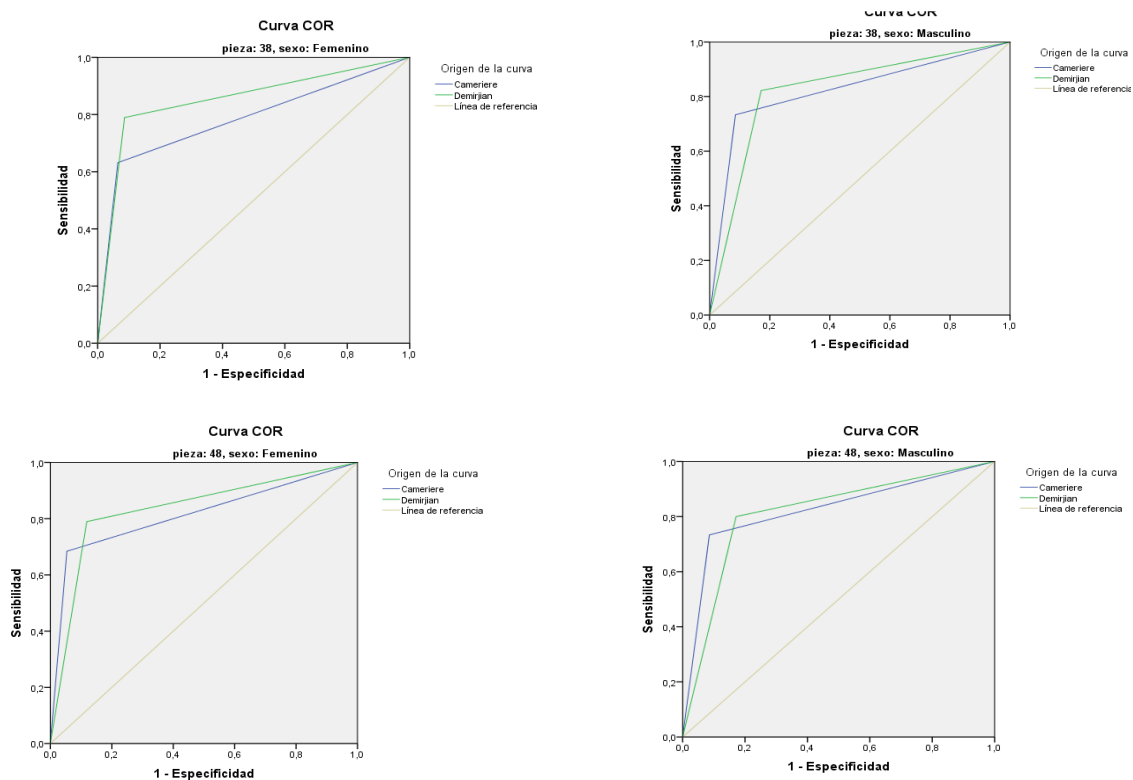 Curva COR
pieza: 38, sexo: Femenino
Origen de la curva
Cameriere
Demirjian
Línea de referencia
Sensibilidad
1,0
0,8
0,6
0,4
0,2
0,0
0,0 0,2 0,4 0,6 0,8 1,0
1 - Especificidad
Curva COR
pieza: 38, sexo: Masculino
Origen de la curva
Cameriere
Demirjian
Línea de referencia
Sensibilidad
1,0
0,8
0,6
0,4
0,2
0,0
0,0 0,2 0,4 0,6 0,8 1,0
1 - Especificidad
Curva COR
pieza: 48, sexo: Femenino
Origen de la curva
Cameriere
Demirjian
Línea de referencia
Sensibilidad
1,0
0,8
0,6
0,4
0,2
0,0
0,0 0,2 0,4 0,6 0,8 1,0
1 - Especificidad
Curva COR
pieza: 48, sexo: Masculino
Origen de la curva
Cameriere
Demirjian
Línea de referencia
Sensibilidad
1,0
0,8
0,6
0,4
0,2
0,0
0,0 0,2 0,4 0,6 0,8 1,0
1 - Especificidad